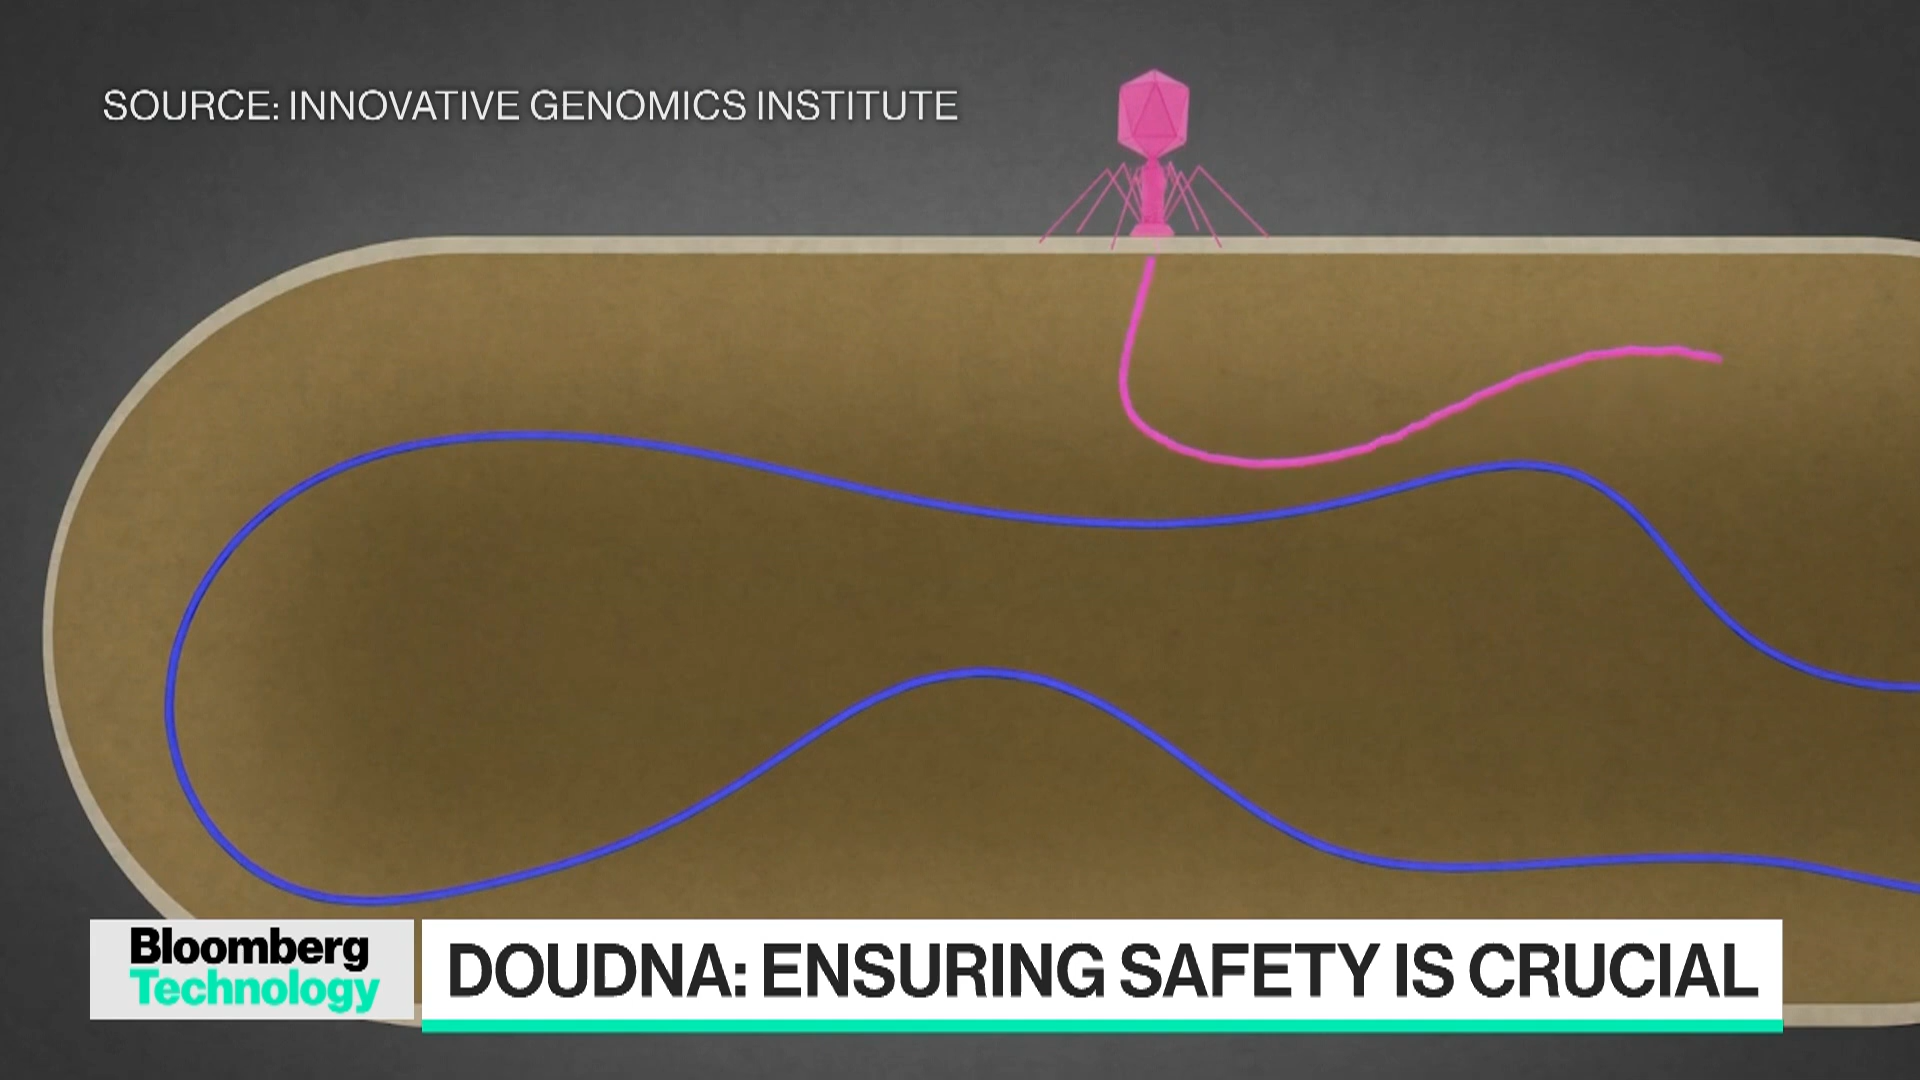 SOURCE: INNOVATIVE GENOMICS INSTITUTE
Bloomberg
Technology
DOUDNA: ENSURING SAFETY IS CRUCIAL